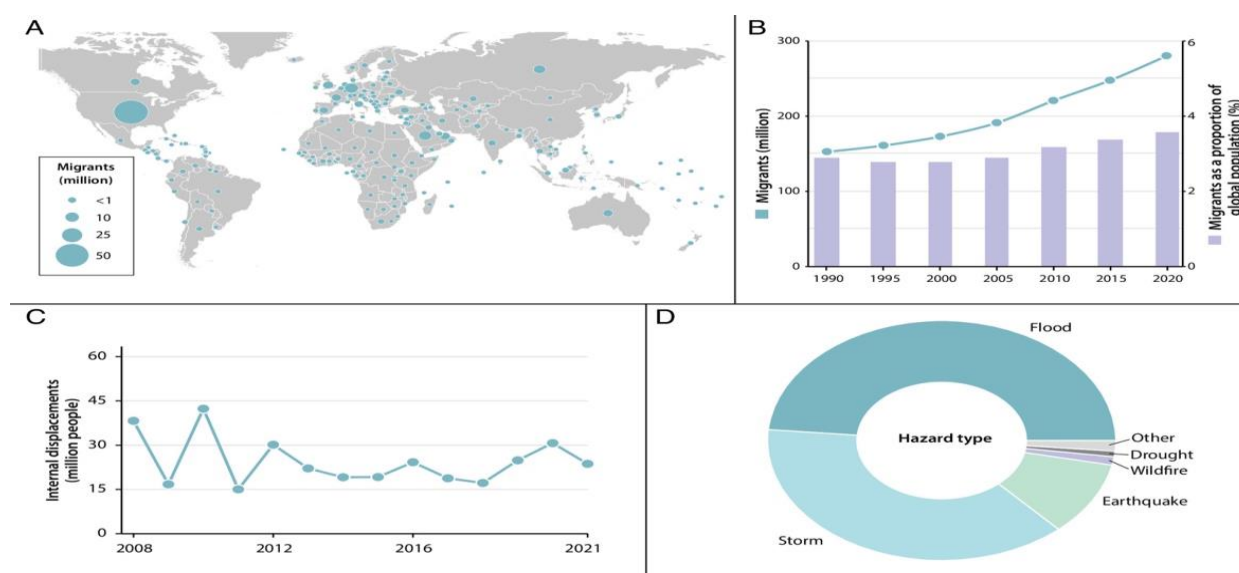 A
Migrants
(million)
<1
10
25
50
B
300
200
100
0
Migrants (million)
6
4
2
0
Migrants as a proportion of
global population (%)
1990 1995 2000 2005 2010 2015 2020
C
Internal displacements
(million people)
60
45
30
15
0
2008 2012 2016 2021
D
Flood
Hazard type
Other
Drought
Wildfire
Earthquake
Storm